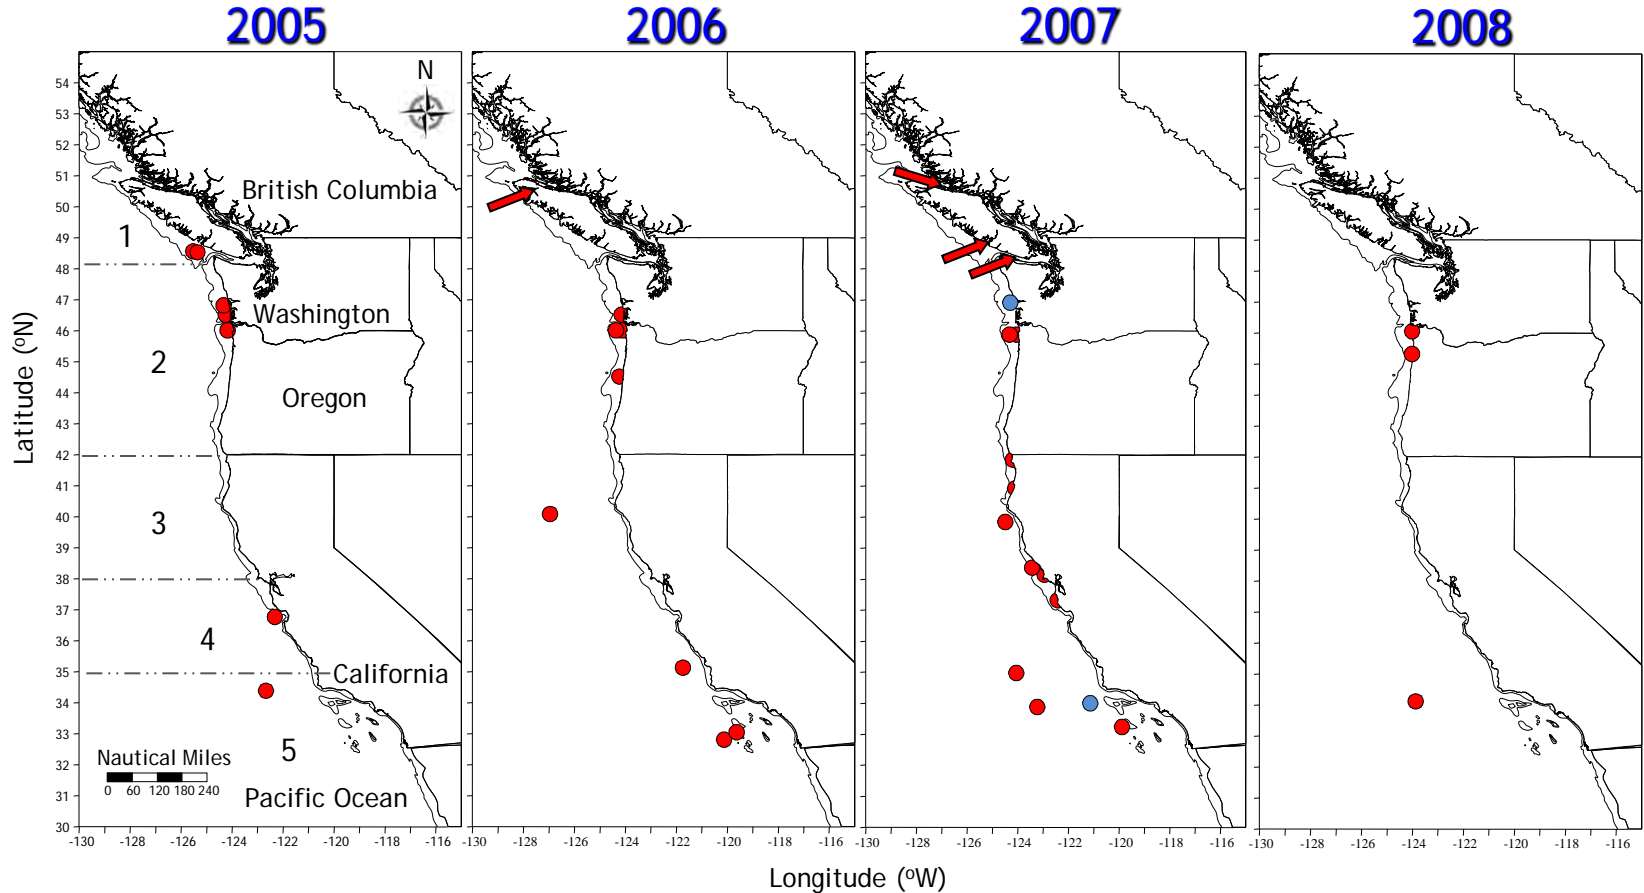 2005 2006 2007 2008
N
British Columbia
Washington
Oregon
California
Pacific Ocean
1
2
3
4
5
Nautical Miles
0 60 120 180 240
Latitude (ºN)
54
53
52
51
50
49
48
47
46
45
44
43
42
41
40
39
38
37
36
35
34
33
32
31
30
-130 -128 -126 -124 -122 -120 -118 -116
-130 -128 -126 -124 -122 -120 -118 -116
-130 -128 -126 -124 -122 -120 -118 -116
-130 -128 -126 -124 -122 -120 -118 -116
Longitude (ºW)